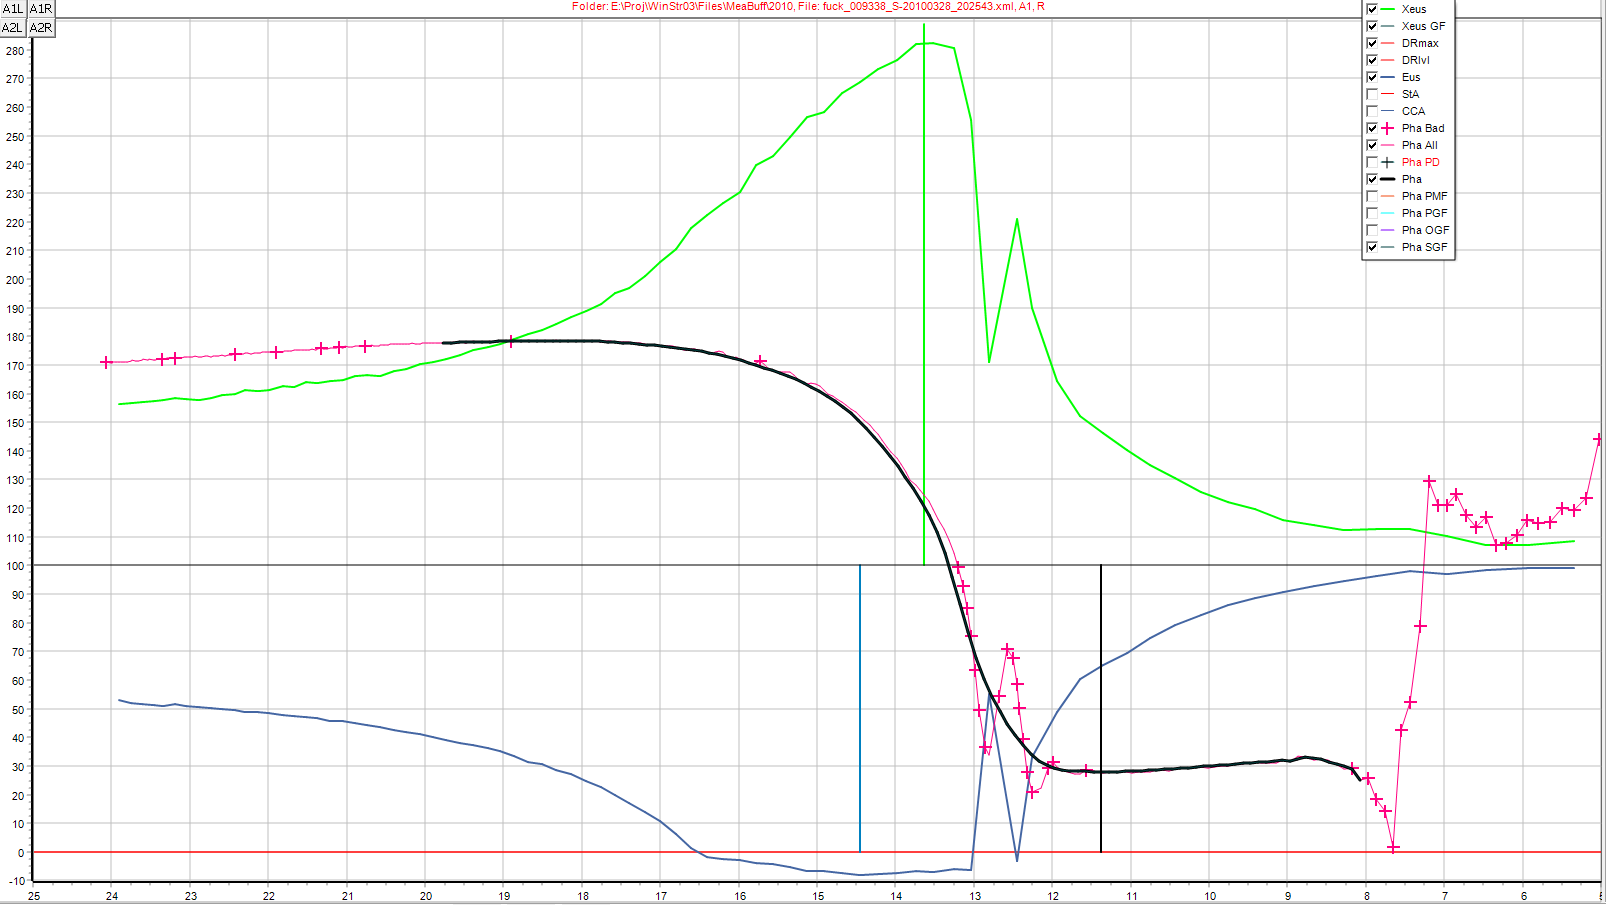 A1L A1R
A2L A2R
Folder: E:\Proj\WinStr03\Files\MeaBuff\2010, File: fuck_009338_S-20100328_202543.xml, A1, R
Xeus
Xeus GF
DRmax
DRlvl
Eus
StA
CCA
Pha Bad
Pha All
Pha PD
Pha
Pha PMF
Pha PGF
Pha OGF
Pha SGF
280
270
260
250
240
230
220
210
200
190
180
170
160
150
140
130
120
110
100
90
80
70
60
50
40
30
20
10
0
-10
25 24 23 22 21 20 19 18 17 16 15 14 13 12 11 10 9 8 7 6